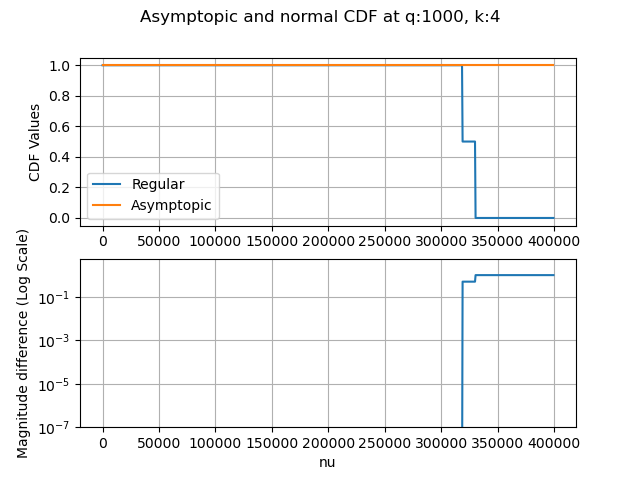 Asymptopic and normal CDF at q:1000, k:4
CDF Values
1.0
0.8
0.6
0.4
0.2
0.0
Regular
Asymptopic
0 50000 100000 150000 200000 250000 300000 350000 400000
Magnitude difference (Log Scale)
10⁻¹
10⁻³
10⁻⁵
10⁻⁷
0 50000 100000 150000 200000 250000 300000 350000 400000
nu